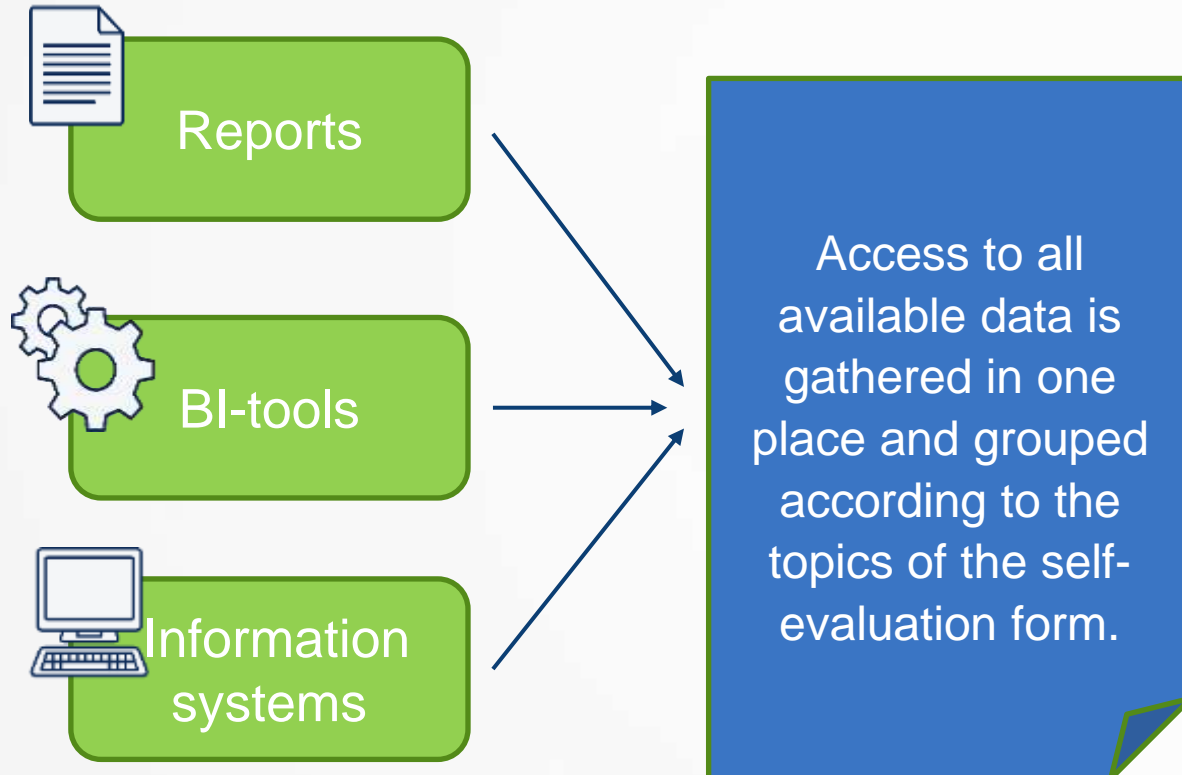 Reports
BI-tools
Information
systems
Access to all
available data is
gathered in one
place and grouped
according to the
topics of the self-
evaluation form.